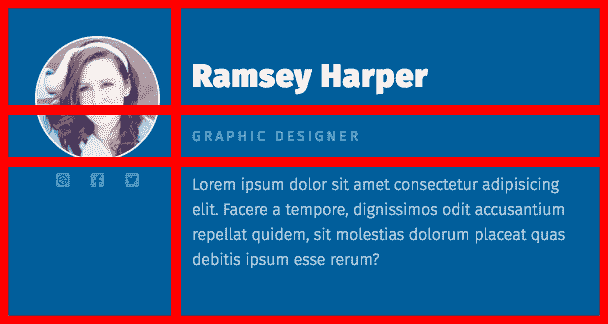 Ramsey Harper
GRAPHIC DESIGNER
Lorem ipsum dolor sit amet consectetur adipisicing
elit. Facere a tempore, dignissimos odit accusantium
repellat quidem, sit molestias dolorum placeat quas
debitis ipsum esse rerum?